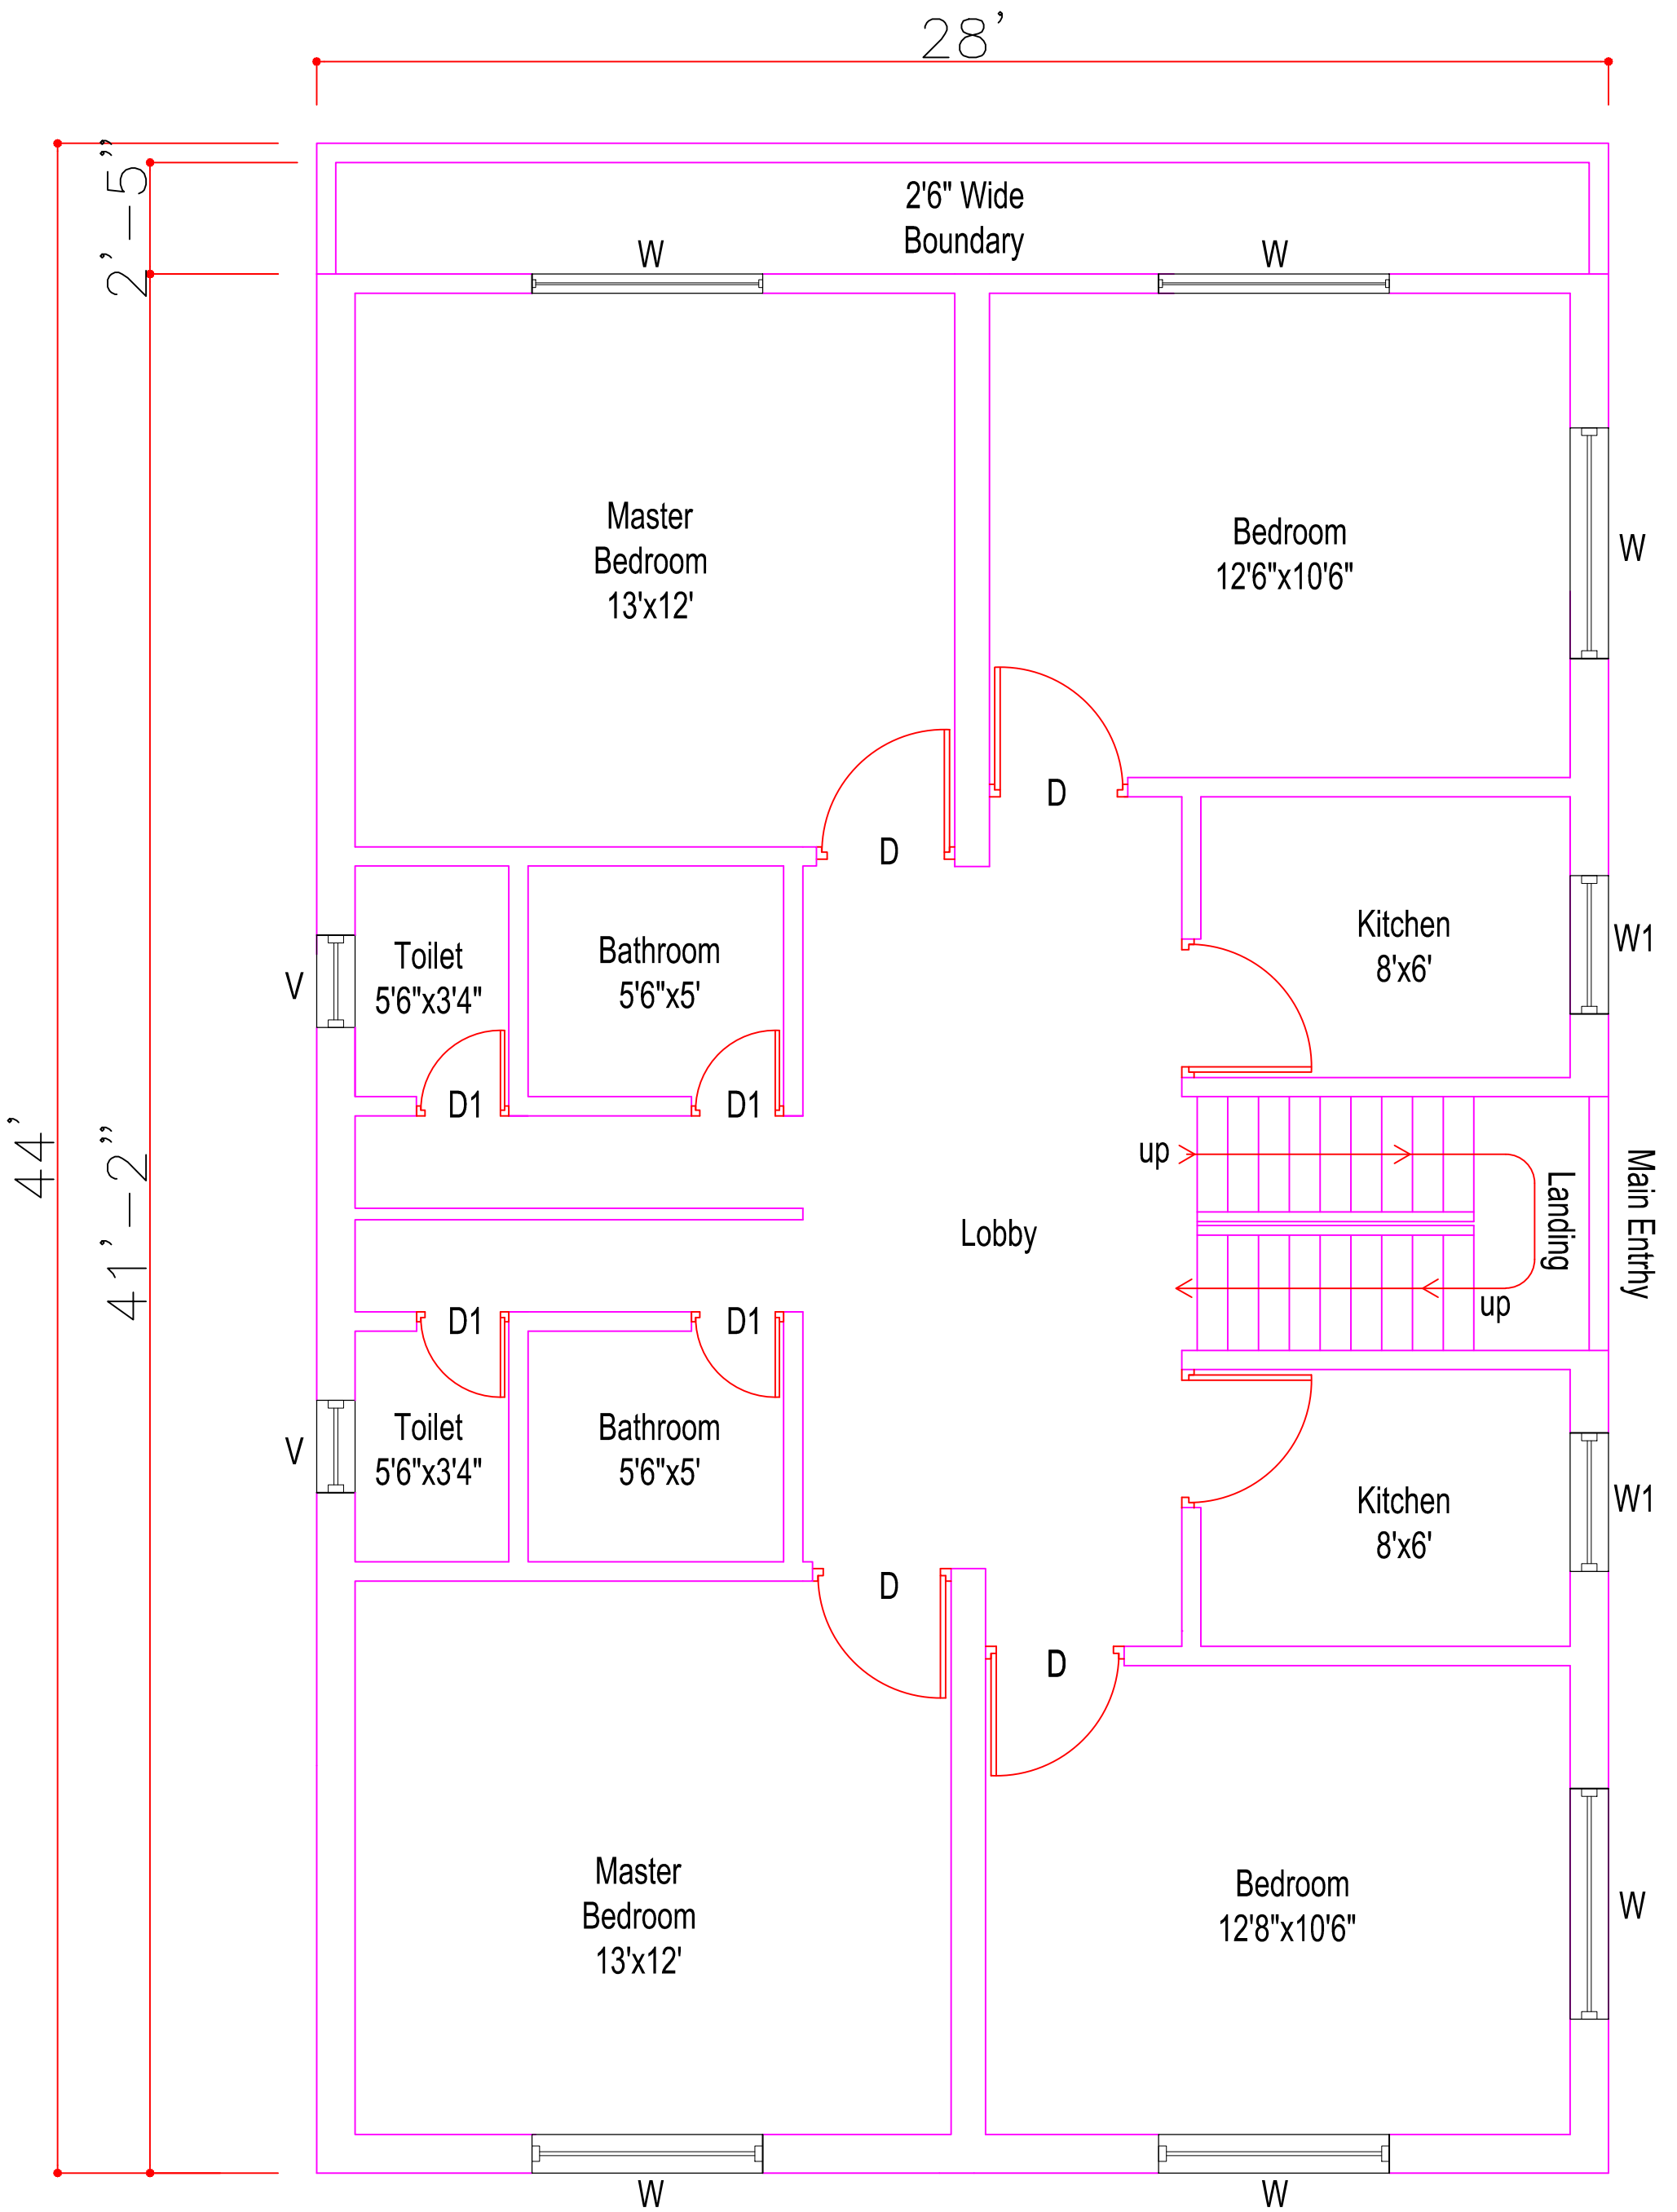 28'
2'-5"
2'6" Wide
Boundary
W
W
Master
Bedroom
13'x12'
Bedroom
12'6"x10'6"
W
D
D
Toilet
5'6"x3'4"
Bathroom
5'6"x5'
Kitchen
8'x6'
W1
V
D1
D1
44'
41'-2"
up
Landing
Main Entrhy
Lobby
up
D1
D1
V
Toilet
5'6"x3'4"
Bathroom
5'6"x5'
Kitchen
8'x6'
W1
D
D
Master
Bedroom
13'x12'
Bedroom
12'8"x10'6"
W
W
W